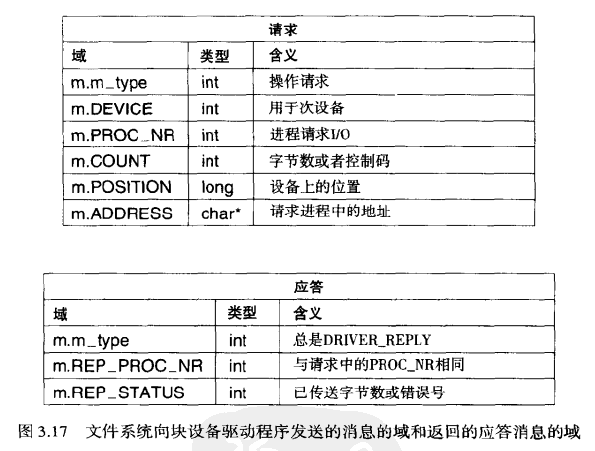 请求
域 类型 含义
m.m_type int 操作请求
m.DEVICE int 用于次设备
m.PROC_NR int 进程请求I/O
m.COUNT int 字节数或者控制码
m.POSITION long 设备上的位置
m.ADDRESS char* 请求进程中的地址
应答
域 类型 含义
m.m_type int 总是DRIVER_REPLY
m.REP_PROC_NR int 与请求中的PROC_NR相同
m.REP_STATUS int 已传送字节数或错误号
图 3.17 文件系统向块设备驱动程序发送的消息的域和返回的应答消息的域